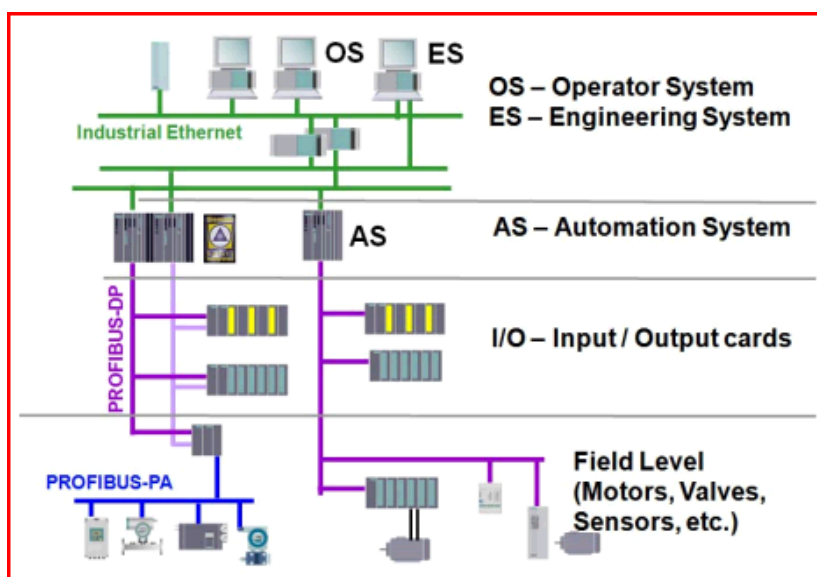 OS
ES
OS – Operator System
ES – Engineering System
Industrial Ethernet
AS
AS – Automation System
PROFIBUS-DP
I/O – Input / Output cards
PROFIBUS-PA
Field Level
(Motors, Valves,
Sensors, etc.)